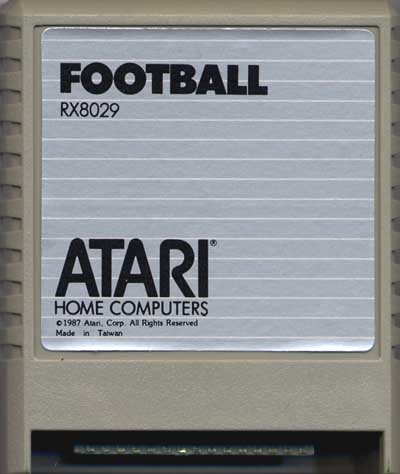 FOOTBALL
RX8029
ATARI®
HOME COMPUTERS
©1987 Atari, Corp. All Rights Reserved
Made in Taiwan